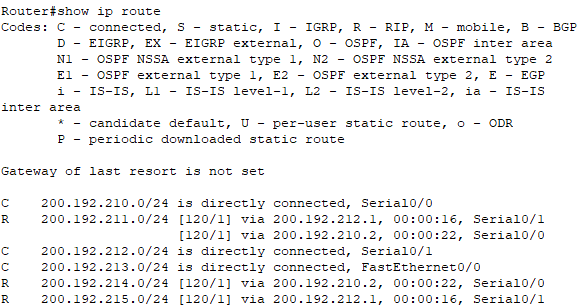 Router#show ip route
Codes: C - connected, S - static, I - IGRP, R - RIP, M - mobile, B - BGP
D - EIGRP, EX - EIGRP external, O - OSPF, IA - OSPF inter area
N1 - OSPF NSSA external type 1, N2 - OSPF NSSA external type 2
E1 - OSPF external type 1, E2 - OSPF external type 2, E - EGP
i - IS-IS, L1 - IS-IS level-1, L2 - IS-IS level-2, ia - IS-IS
inter area
* - candidate default, U - per-user static route, o - ODR
P - periodic downloaded static route
Gateway of last resort is not set
C 200.192.210.0/24 is directly connected, Serial0/0
R 200.192.211.0/24 [120/1] via 200.192.212.1, 00:00:16, Serial0/1
[120/1] via 200.192.210.2, 00:00:22, Serial0/0
C 200.192.212.0/24 is directly connected, Serial0/1
C 200.192.213.0/24 is directly connected, FastEthernet0/0
R 200.192.214.0/24 [120/1] via 200.192.210.2, 00:00:22, Serial0/0
R 200.192.215.0/24 [120/1] via 200.192.212.1, 00:00:16, Serial0/1